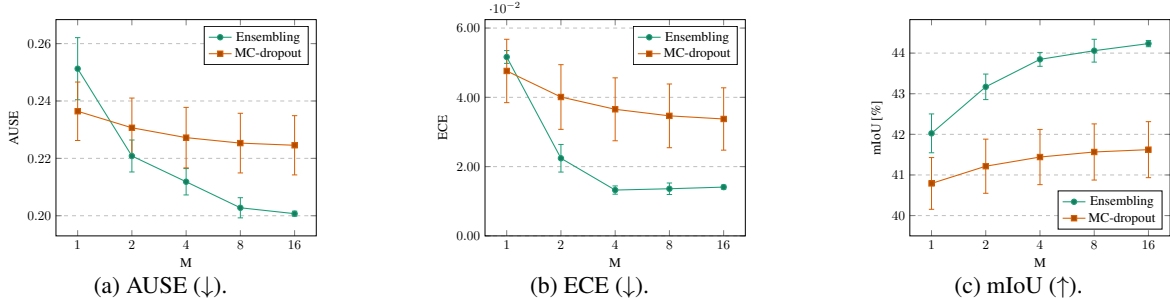 0.26
0.24
0.22
0.20
AUSE
1 2 4 8 16
M
Ensembling
MC-dropout
(a) AUSE (↓).
·10−2
6.00
4.00
2.00
0.00
ECE
1 2 4 8 16
M
Ensembling
MC-dropout
(b) ECE (↓).
44
43
42
41
40
mIoU [%]
1 2 4 8 16
M
Ensembling
MC-dropout
(c) mIoU (↑).